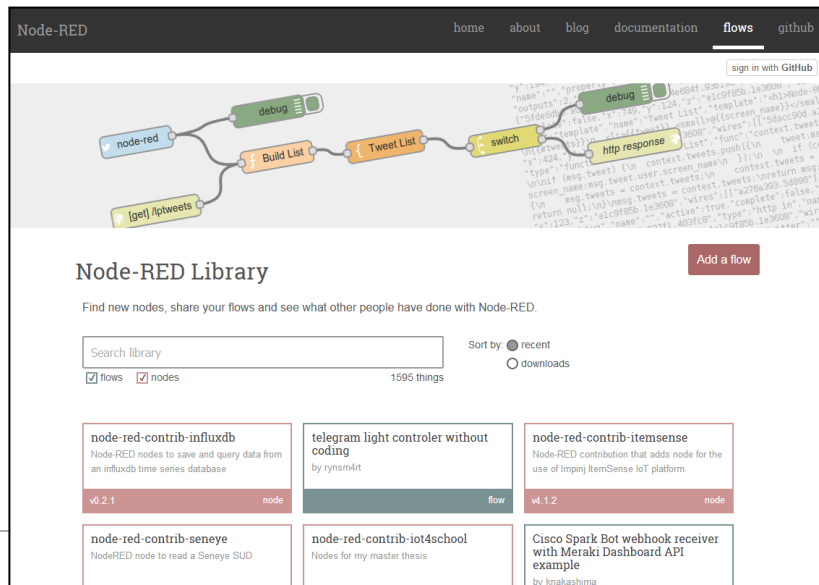 Node-RED
home about blog documentation flows github
sign in with GitHub
node-red
debug
Build List
Tweet List
switch
debug
http response
[get] /lptweets
Node-RED Library
Add a flow
Find new nodes, share your flows and see what other people have done with Node-RED.
Search library
Sort by: recent
downloads
flows nodes
1595 things
node-red-contrib-influxdb
Node-RED nodes to save and query data from
an influxdb time series database
v0.2.1 node
telegram light controler without
coding
by rynsm4rt
flow
node-red-contrib-itemsense
Node-RED contribution that adds node for the
use of Impinj ItemSense IoT platform
v4.1.2 node
node-red-contrib-seneye
NodeRED node to read a Seneye SUD
node-red-contrib-iot4school
Nodes for my master thesis
Cisco Spark Bot webhook receiver
with Meraki Dashboard API
example
by knakashima